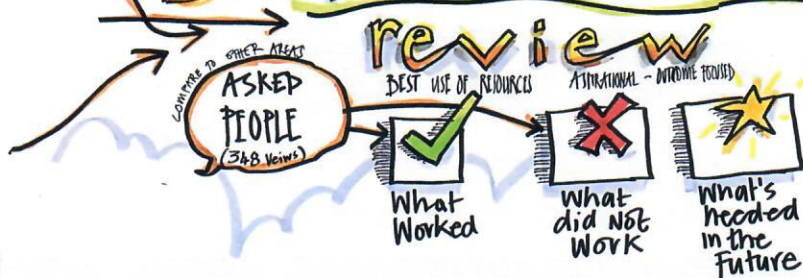 review
COMPARE TO OTHER AREAS
BEST USE OF RESOURCES
ASPIRATIONAL - OUTCOME FOCUSED
ASKED
PEOPLE
(348 Veiws)
What
Worked
What
did Not
Work
What's
needed
in the
Future